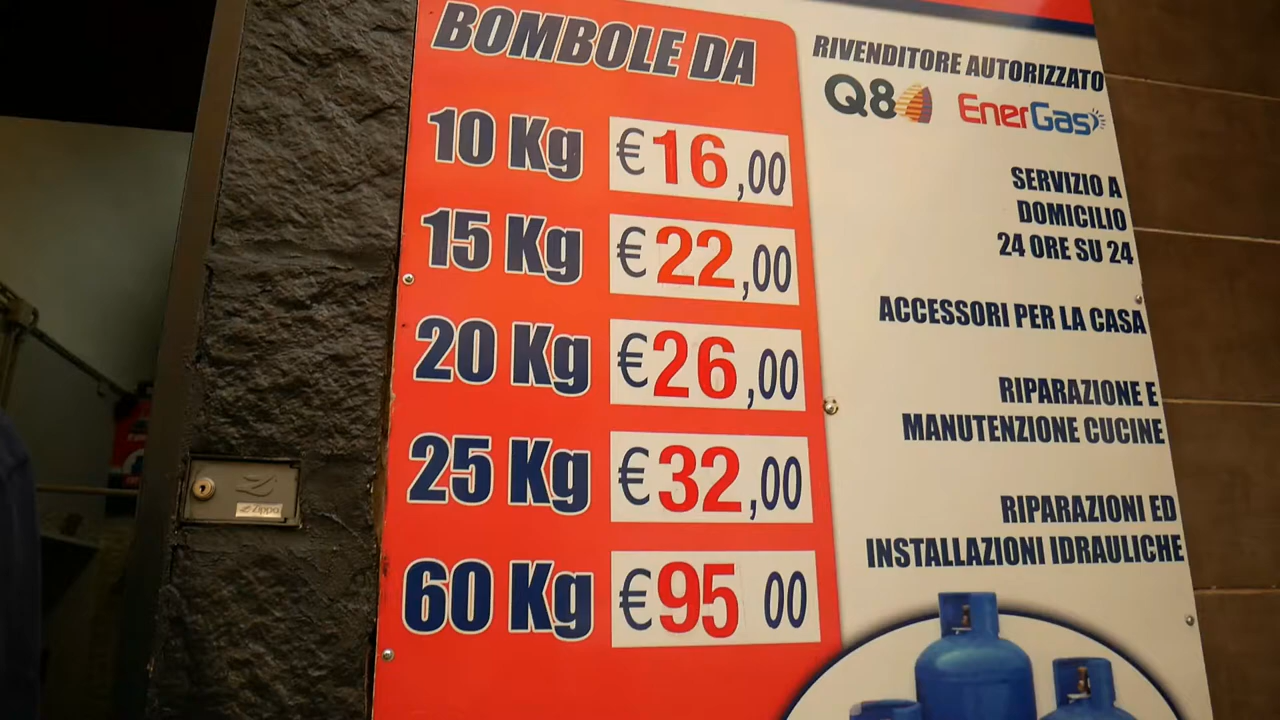 BOMBOLE DA
10 Kg €16,00
15 Kg €22,00
20 Kg €26,00
25 Kg €32,00
60 Kg €95 00
RIVENDITORE AUTORIZZATO
Q8 EnerGas
SERVIZIO A
DOMICILIO
24 ORE SU 24
ACCESSORI PER LA CASA
RIPARAZIONE E
MANUTENZIONE CUCINE
RIPARAZIONI ED
INSTALLAZIONI IDRAULICHE
Zippo